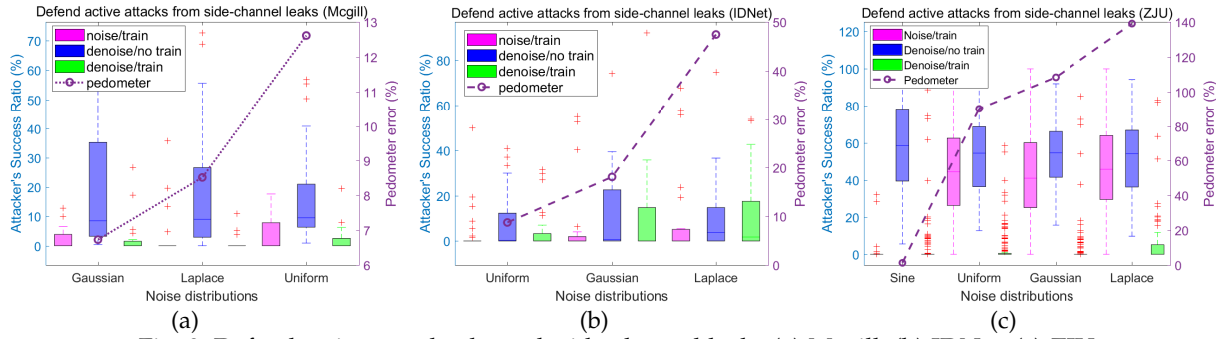 Defend active attacks from side-channel leaks (Mcgill)
noise/train
denoise/no train
denoise/train
pedometer
Attacker's Success Ratio (%)
70
60
50
40
30
20
10
0
Pedometer error (%)
13
12
11
10
9
8
7
6
Gaussian Laplace Uniform
Noise distributions
(a)
Defend active attacks from side-channel leaks (IDNet)
noise/train
denoise/no train
denoise/train
pedometer
Attacker's Success Ratio (%)
80
60
40
20
0
Pedometer error (%)
50
40
30
20
10
0
Uniform Gaussian Laplace
Noise distributions
(b)
Defend active attacks from side-channel leaks (ZJU)
Noise/train
Denoise/no train
Denoise/train
Pedometer
Attacker's Success Ratio (%)
120
100
80
60
40
20
0
Pedometer error (%)
140
120
100
80
60
40
20
0
Sine Uniform Gaussian Laplace
Noise distributions
(c)